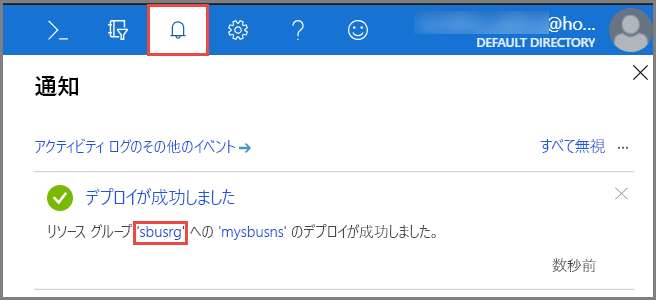 @ho...
DEFAULT DIRECTORY
通知
アクティビティ ログのその他のイベント→
すべて無視 ...
デプロイが成功しました
リソース グループ 'sbusrg' への 'mysbusns' のデプロイが成功しました。
数秒前